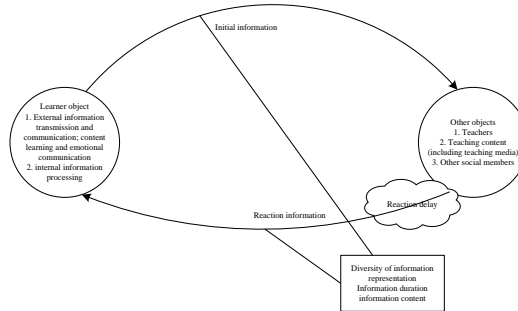 Initial information
Learner object
1. External information
transmission and
communication; content
learning and emotional
communication
2. internal information
processing
Other objects
1. Teachers
2. Teaching content
(including teaching media)
3. Other social members
Reaction delay
Reaction information
Diversity of information
representation
Information duration
information content